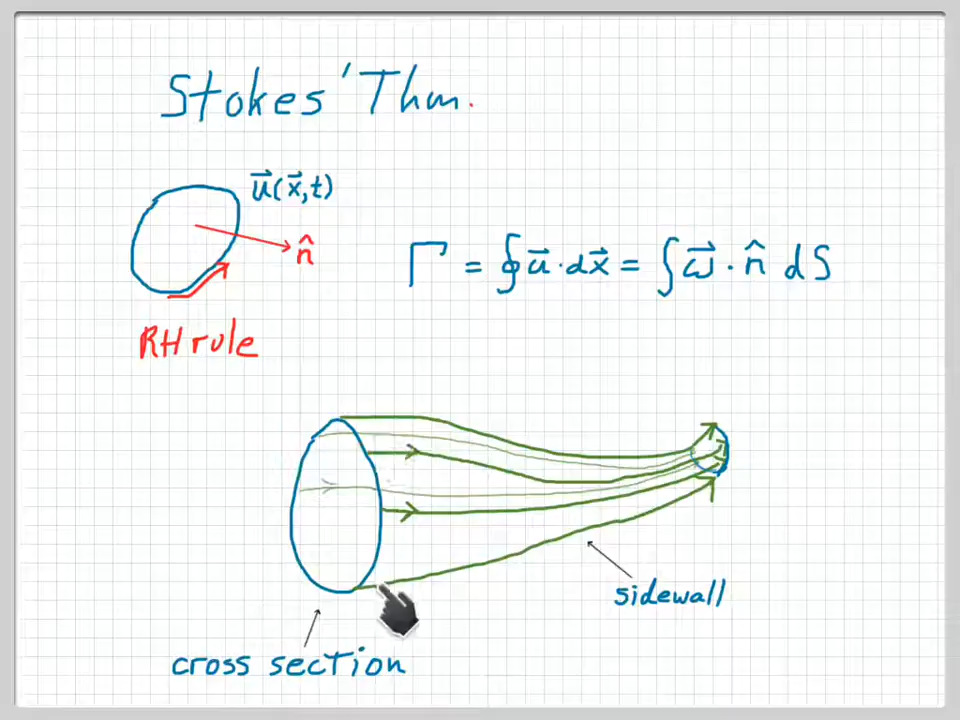 Stokes' Thm.
u⃗(x⃗,t)
n̂
Γ = ∮u⃗·dx⃗ = ∫ω⃗·n̂ dS
RH rule
sidewall
cross section